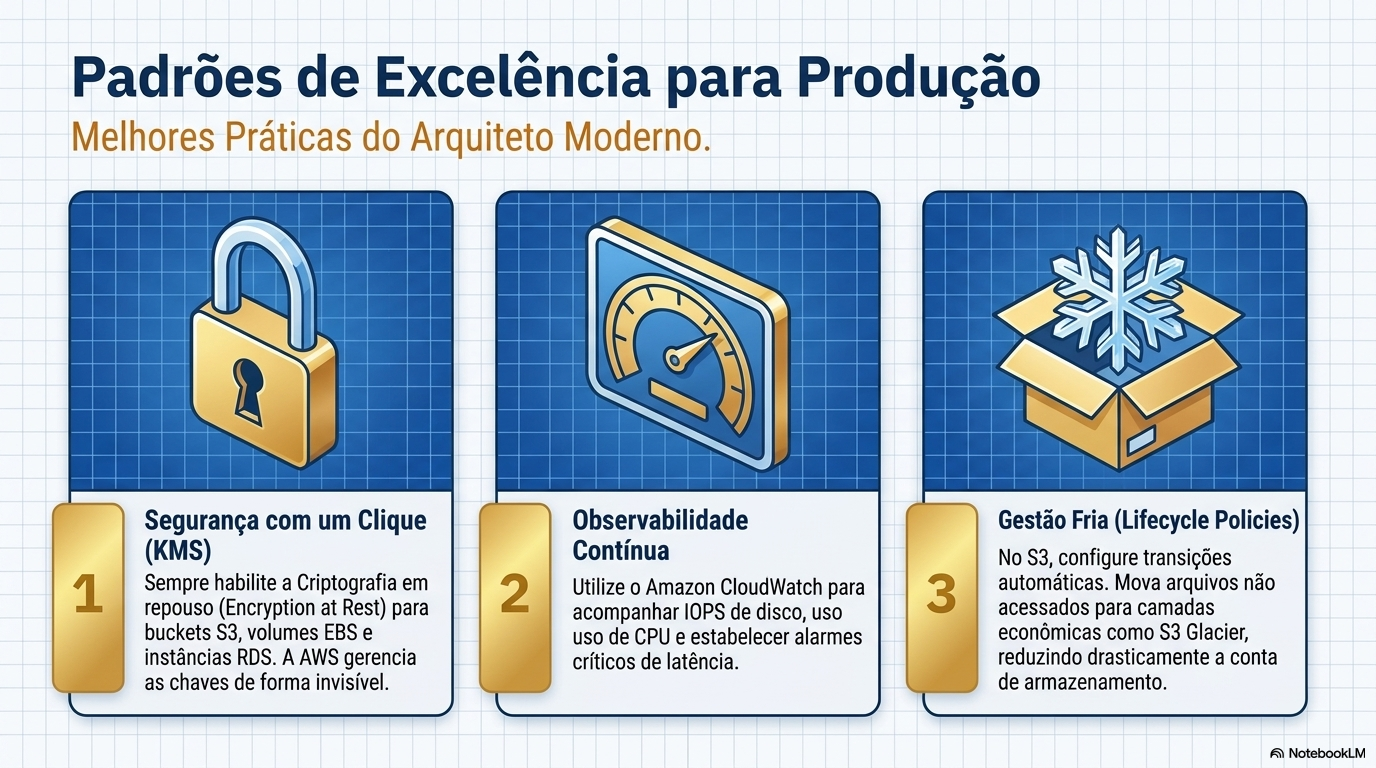 Padrões de Excelência para Produção
Melhores Práticas do Arquiteto Moderno.
1
Segurança com um Clique
(KMS)
Sempre habilite a Criptografia em
repouso (Encryption at Rest) para
buckets S3, volumes EBS e
instâncias RDS. A AWS gerencia
as chaves de forma invisível.
2
Observabilidade
Contínua
Utilize o Amazon CloudWatch para
acompanhar IOPS de disco, uso
uso de CPU e estabelecer alarmes
críticos de latência.
3
Gestão Fria (Lifecycle Policies)
No S3, configure transições
automáticas. Mova arquivos não
acessados para camadas
econômicas como S3 Glacier,
reduzindo drasticamente a conta
de armazenamento.
NotebookLM